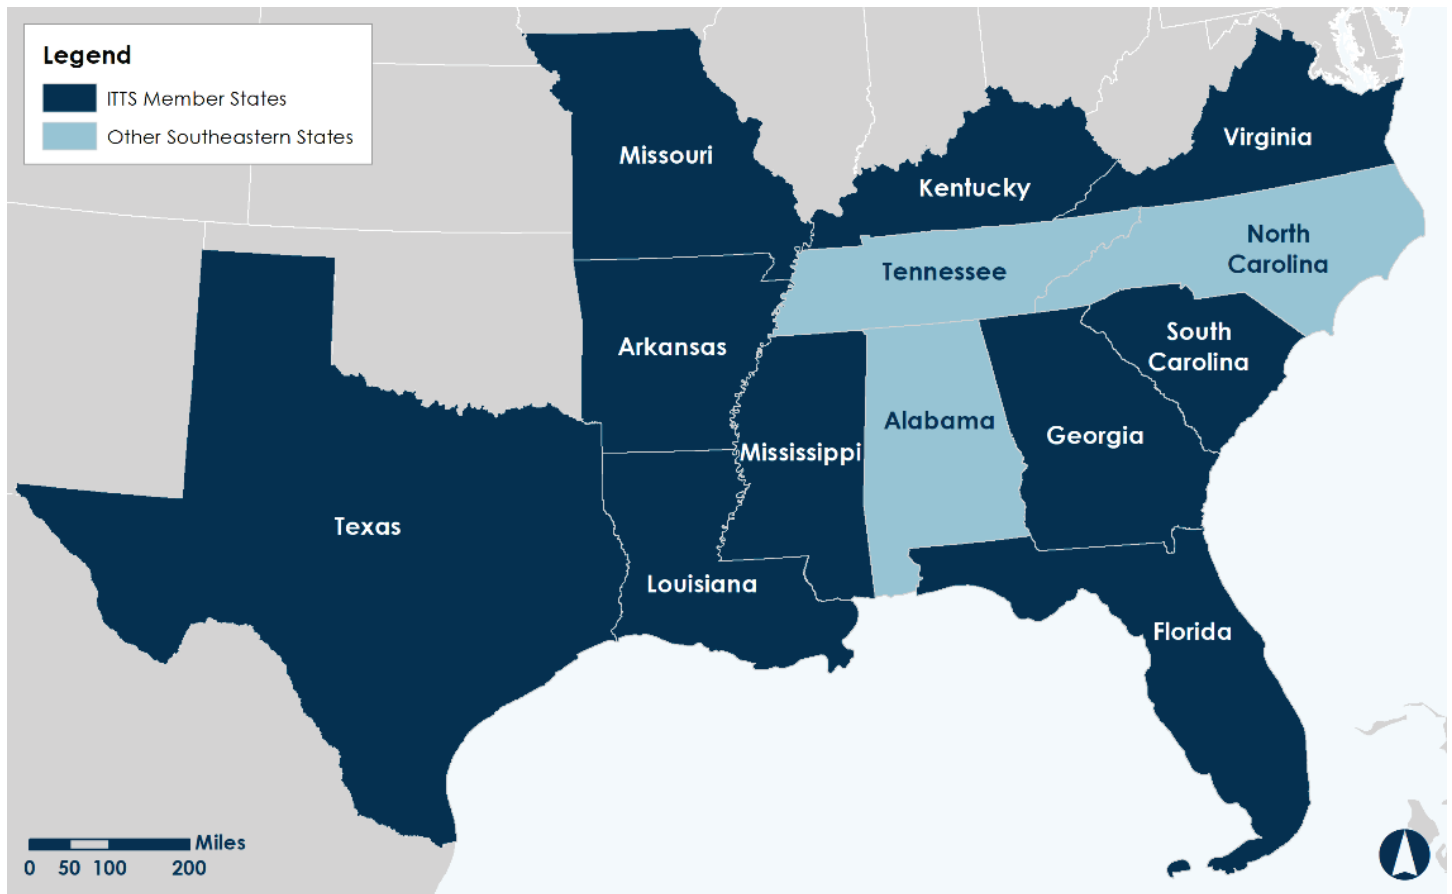 Legend
ITTS Member States
Other Southeastern States
Virginia
Missouri
Kentucky
North
Carolina
Tennessee
South
Carolina
Arkansas
Alabama
Georgia
Mississippi
Texas
Louisiana
Florida
Miles
0 50 100 200